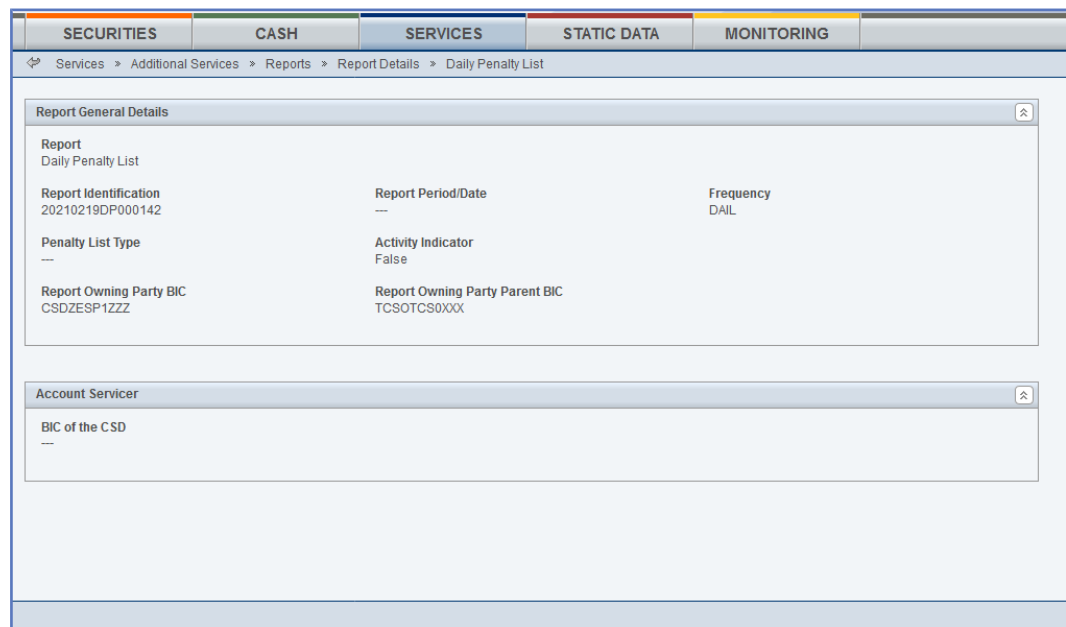 SECURITIES CASH SERVICES STATIC DATA MONITORING
Services » Additional Services » Reports » Report Details » Daily Penalty List
Report General Details
Report
Daily Penalty List
Report Identification Report Period/Date Frequency
20210219DP000142 --- DAIL
Penalty List Type Activity Indicator
--- False
Report Owning Party BIC Report Owning Party Parent BIC
CSDZESP1ZZZ TCSOTCS0XXX
Account Servicer
BIC of the CSD
---